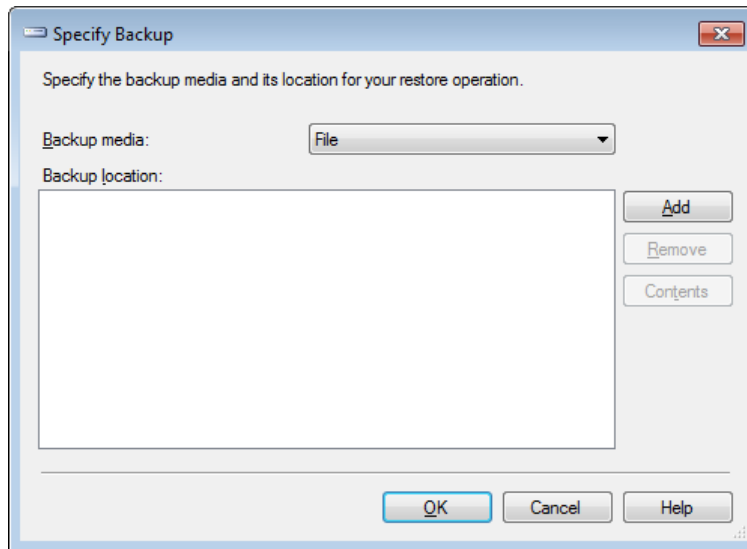 Specify Backup
Specify the backup media and its location for your restore operation.
Backup media:
File
Backup location:
Add
Remove
Contents
OK
Cancel
Help